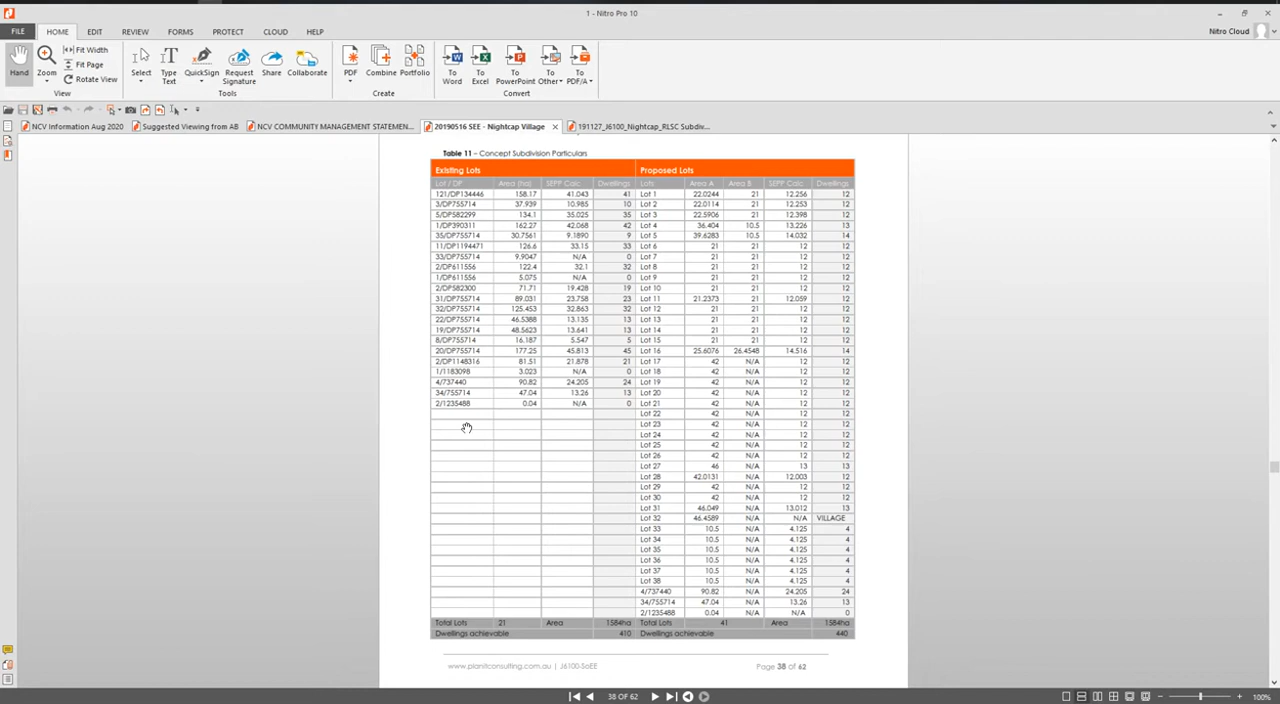 1 - Nitro Pro 10
FILE HOME EDIT REVIEW FORMS PROTECT CLOUD HELP Nitro Cloud
Hand Zoom Fit Width Fit Page Rotate View Select Type Text QuickSign Request Signature Share Collaborate PDF Combine Portfolio To Word To Excel To PowerPoint To Other To PDF/A
View Tools Create Convert
NCV Information Aug 2020 Suggested Viewing from AB NCV COMMUNITY MANAGEMENT STATEMEN... 20190516 SEE - Nightcap Village 191127_J6100_Nightcap_RLSC Subdiv...
Table 11 – Concept Subdivision Particulars
Existing Lots Proposed Lots
Lot / DP Area (ha) SEPP Calc Dwellings Lots Area A Area B SEPP Calc Dwellings
121/DP134446 158.17 41.043 41 Lot 1 22.0244 21 12.256 12
3/DP755714 37.939 10.985 10 Lot 2 22.0114 21 12.253 12
5/DP582299 134.1 35.025 35 Lot 3 22.5906 21 12.398 12
1/DP390311 162.27 42.068 42 Lot 4 36.404 10.5 13.226 13
35/DP755714 30.7561 9.1890 9 Lot 5 39.6283 10.5 14.032 14
11/DP1194471 126.6 33.15 33 Lot 6 21 21 12 12
33/DP755714 9.9047 N/A 0 Lot 7 21 21 12 12
2/DP611556 122.4 32.1 32 Lot 8 21 21 12 12
1/DP611556 5.075 N/A 0 Lot 9 21 21 12 12
2/DP582300 71.71 19.428 19 Lot 10 21 21 12 12
31/DP755714 89.031 23.758 23 Lot 11 21.2373 21 12.059 12
32/DP755714 125.453 32.863 32 Lot 12 21 21 12 12
22/DP755714 46.5388 13.135 13 Lot 13 21 21 12 12
19/DP755714 48.5623 13.641 13 Lot 14 21 21 12 12
8/DP755714 16.187 5.547 5 Lot 15 21 21 12 12
20/DP755714 177.25 45.813 45 Lot 16 25.6076 26.4548 14.516 14
2/DP1148316 81.51 21.878 21 Lot 17 42 N/A 12 12
1/1183098 3.023 N/A 0 Lot 18 42 N/A 12 12
4/737440 90.82 24.205 24 Lot 19 42 N/A 12 12
34/755714 47.04 13.26 13 Lot 20 42 N/A 12 12
2/1235488 0.04 N/A 0 Lot 21 42 N/A 12 12
Lot 22 42 N/A 12 12
Lot 23 42 N/A 12 12
Lot 24 42 N/A 12 12
Lot 25 42 N/A 12 12
Lot 26 42 N/A 12 12
Lot 27 46 N/A 13 13
Lot 28 42.0131 N/A 12.003 12
Lot 29 42 N/A 12 12
Lot 30 42 N/A 12 12
Lot 31 46.049 N/A 13.012 13
Lot 32 46.4589 N/A N/A VILLAGE
Lot 33 10.5 N/A 4.125 4
Lot 34 10.5 N/A 4.125 4
Lot 35 10.5 N/A 4.125 4
Lot 36 10.5 N/A 4.125 4
Lot 37 10.5 N/A 4.125 4
Lot 38 10.5 N/A 4.125 4
4/737440 90.82 N/A 24.205 24
34/755714 47.04 N/A 13.26 13
2/1235488 0.04 N/A N/A 0
Total Lots 21 Area 1584ha Total Lots 41 Area 1584ha
Dwellings achievable 410 Dwellings achievable 440
www.planitconsulting.com.au | J6100-SoEE Page 38 of 62
38 OF 62 100%